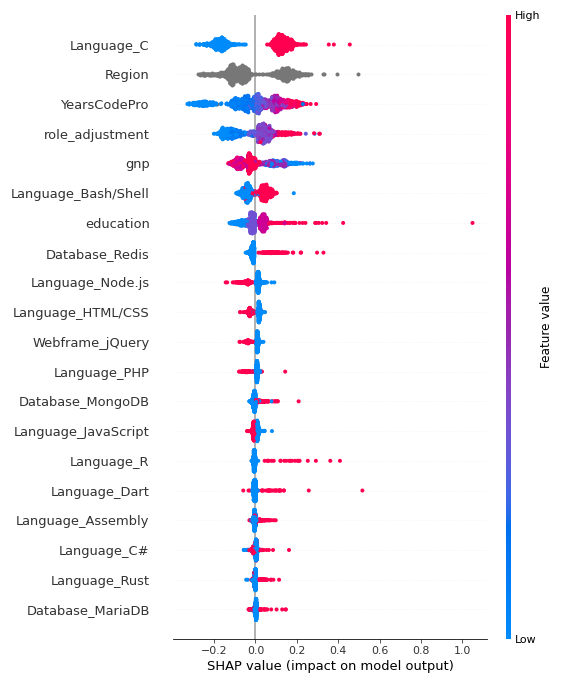 High
Language_C
Region
YearsCodePro
role_adjustment
gnp
Language_Bash/Shell
education
Database_Redis
Language_Node.js
Language_HTML/CSS
Webframe_jQuery
Language_PHP
Database_MongoDB
Language_JavaScript
Language_R
Language_Dart
Language_Assembly
Language_C#
Language_Rust
Database_MariaDB
Feature value
Low
−0.2 0.0 0.2 0.4 0.6 0.8 1.0
SHAP value (impact on model output)